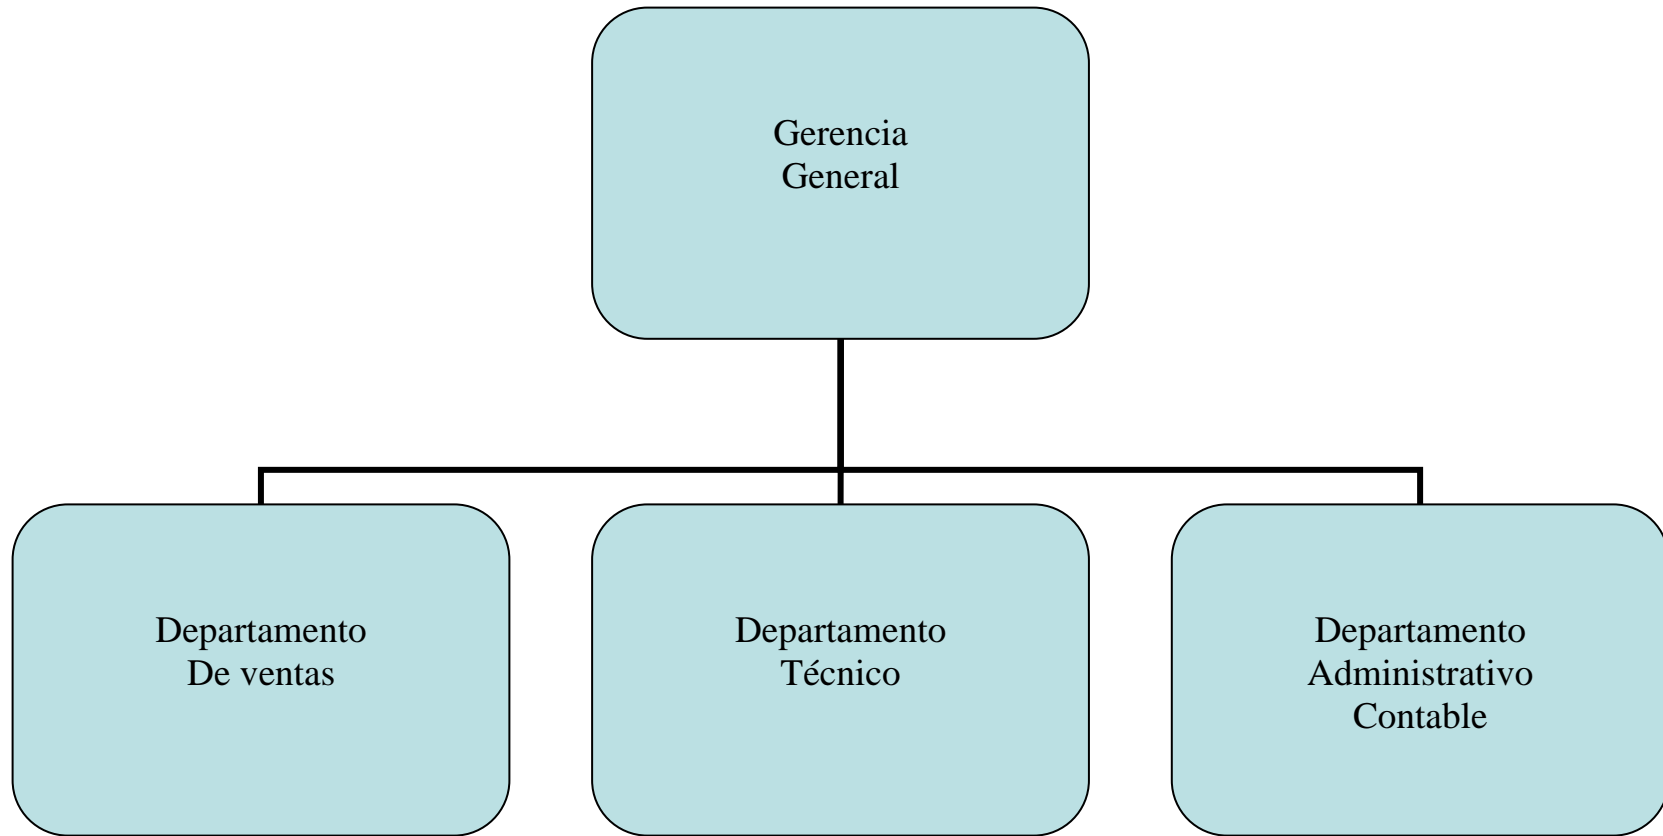 Gerencia
General
Departamento
De ventas
Departamento
Técnico
Departamento
Administrativo
Contable